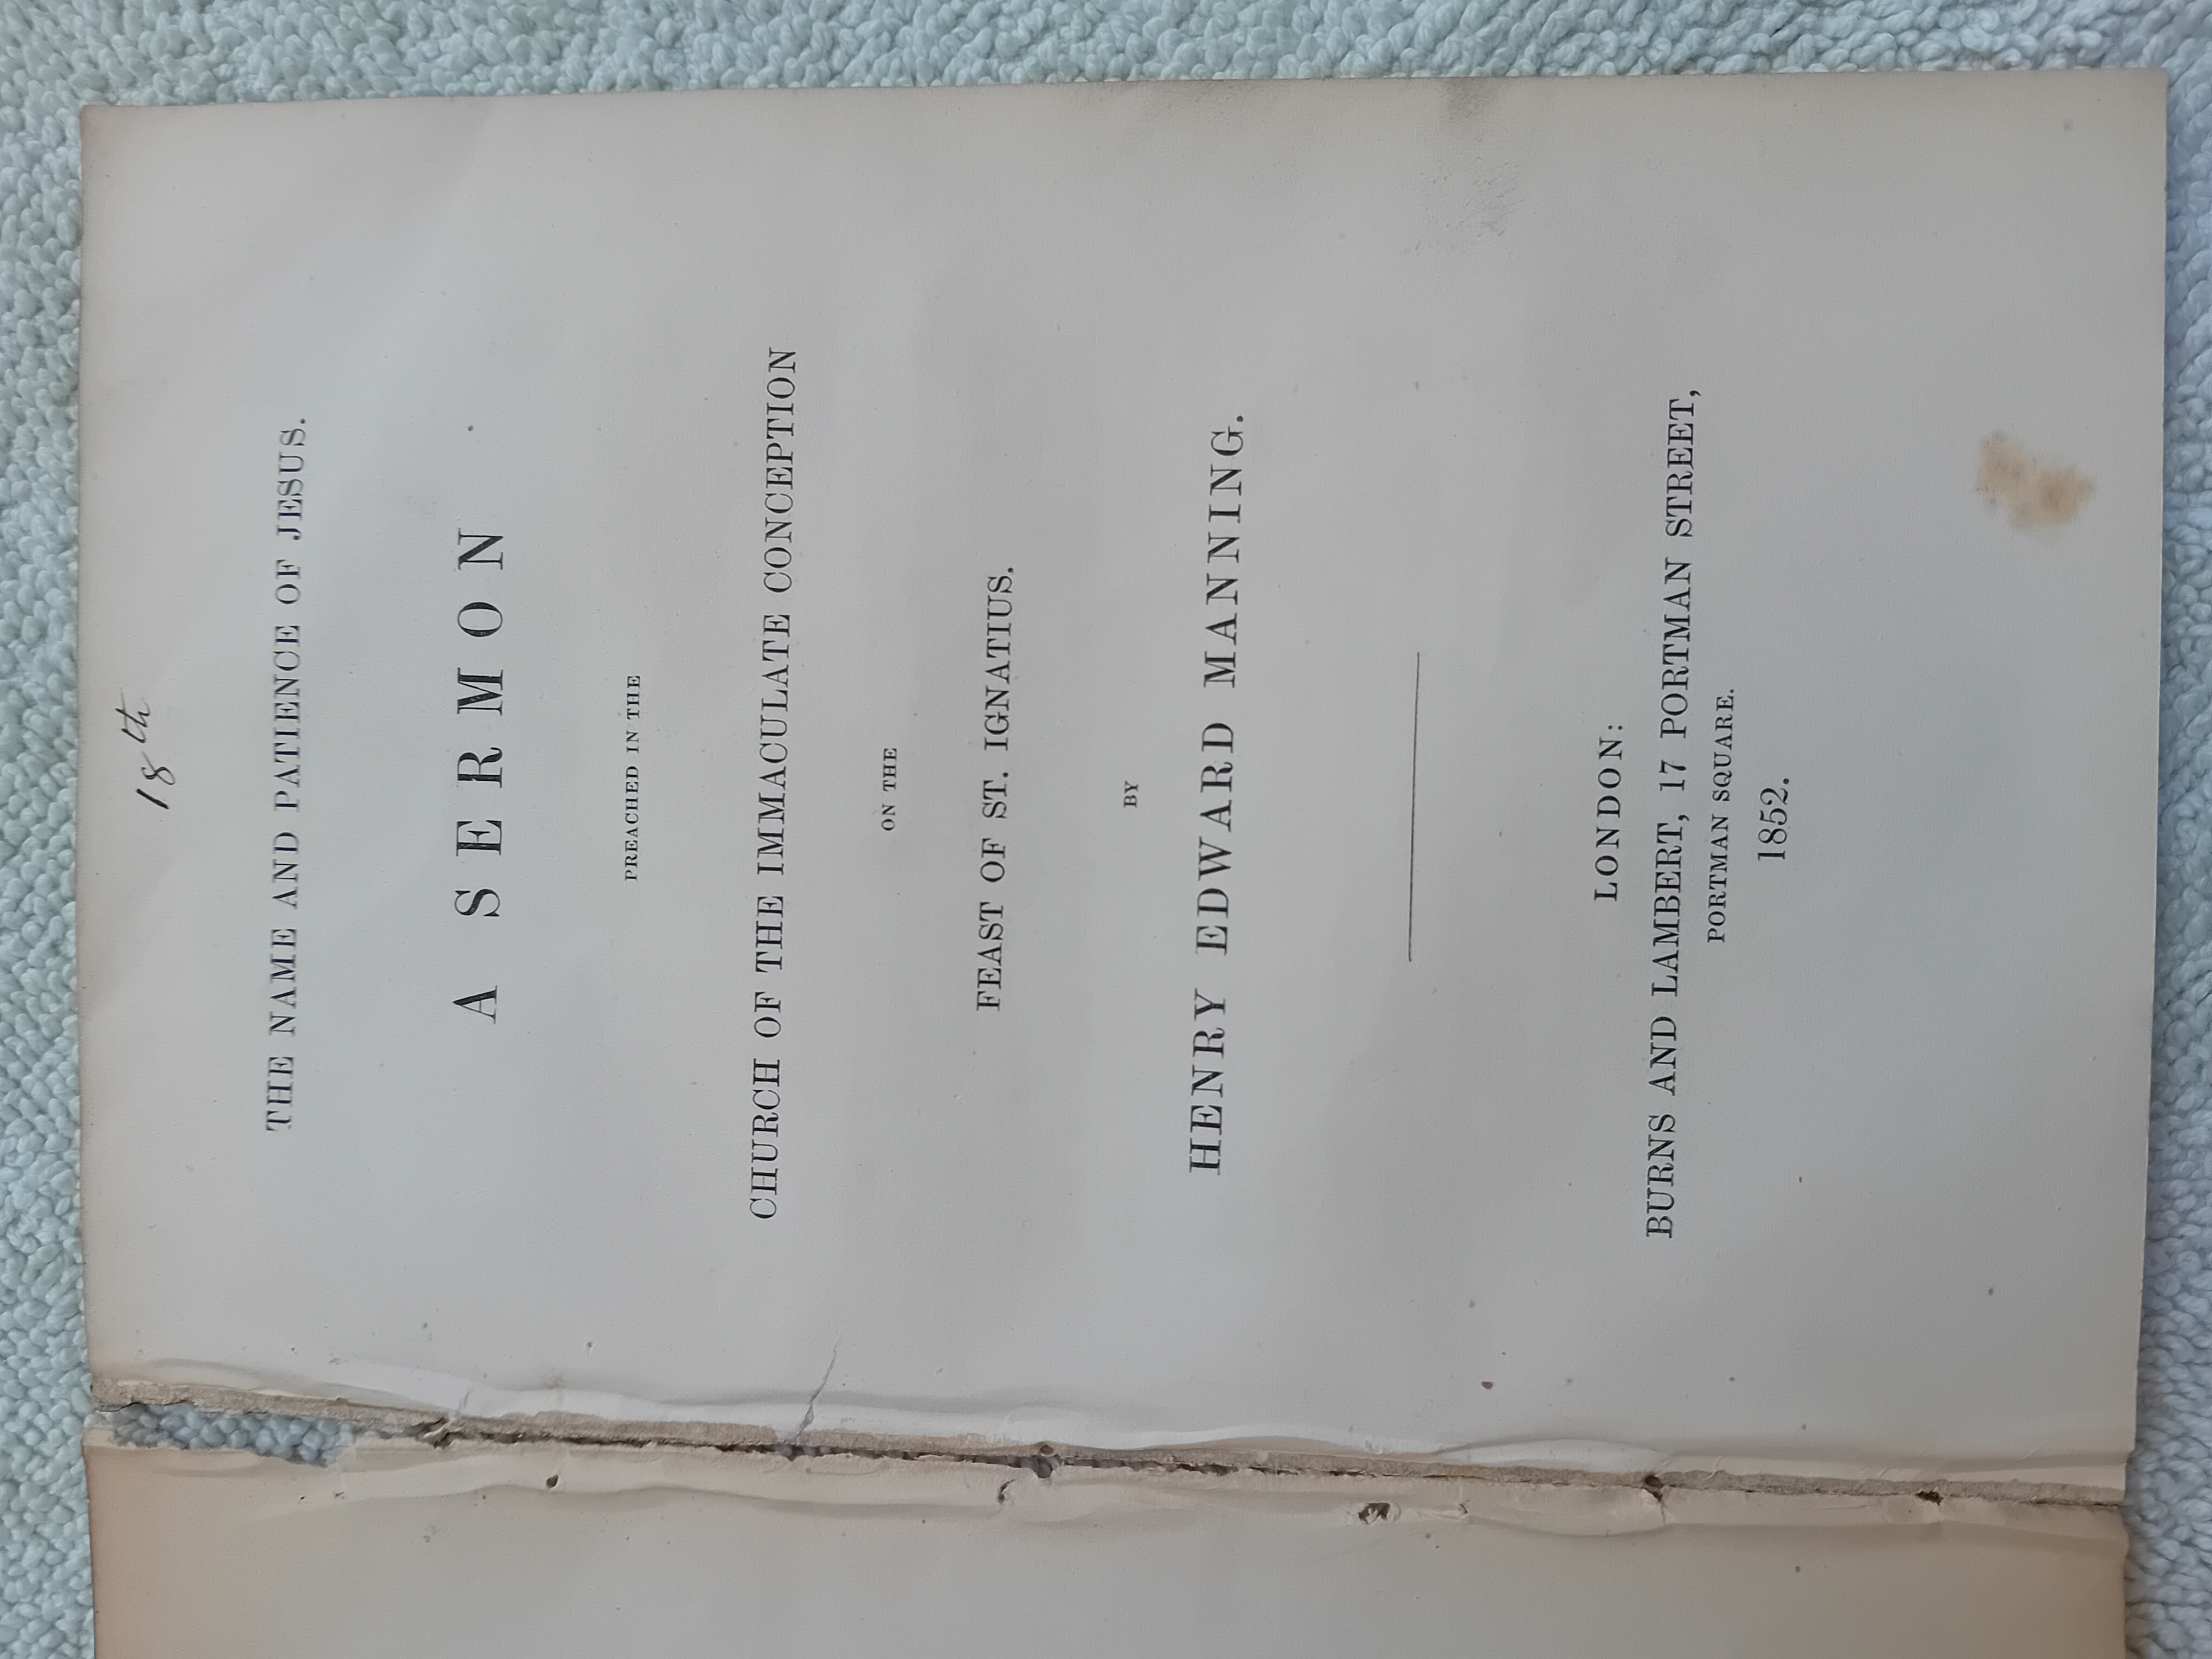 18th
THE NAME AND PATIENCE OF JESUS.
A SERMON
PREACHED IN THE
CHURCH OF THE IMMACULATE CONCEPTION
ON THE
FEAST OF ST. IGNATIUS.
BY
HENRY EDWARD MANNING.
LONDON:
BURNS AND LAMBERT, 17 PORTMAN STREET,
PORTMAN SQUARE.
1852.